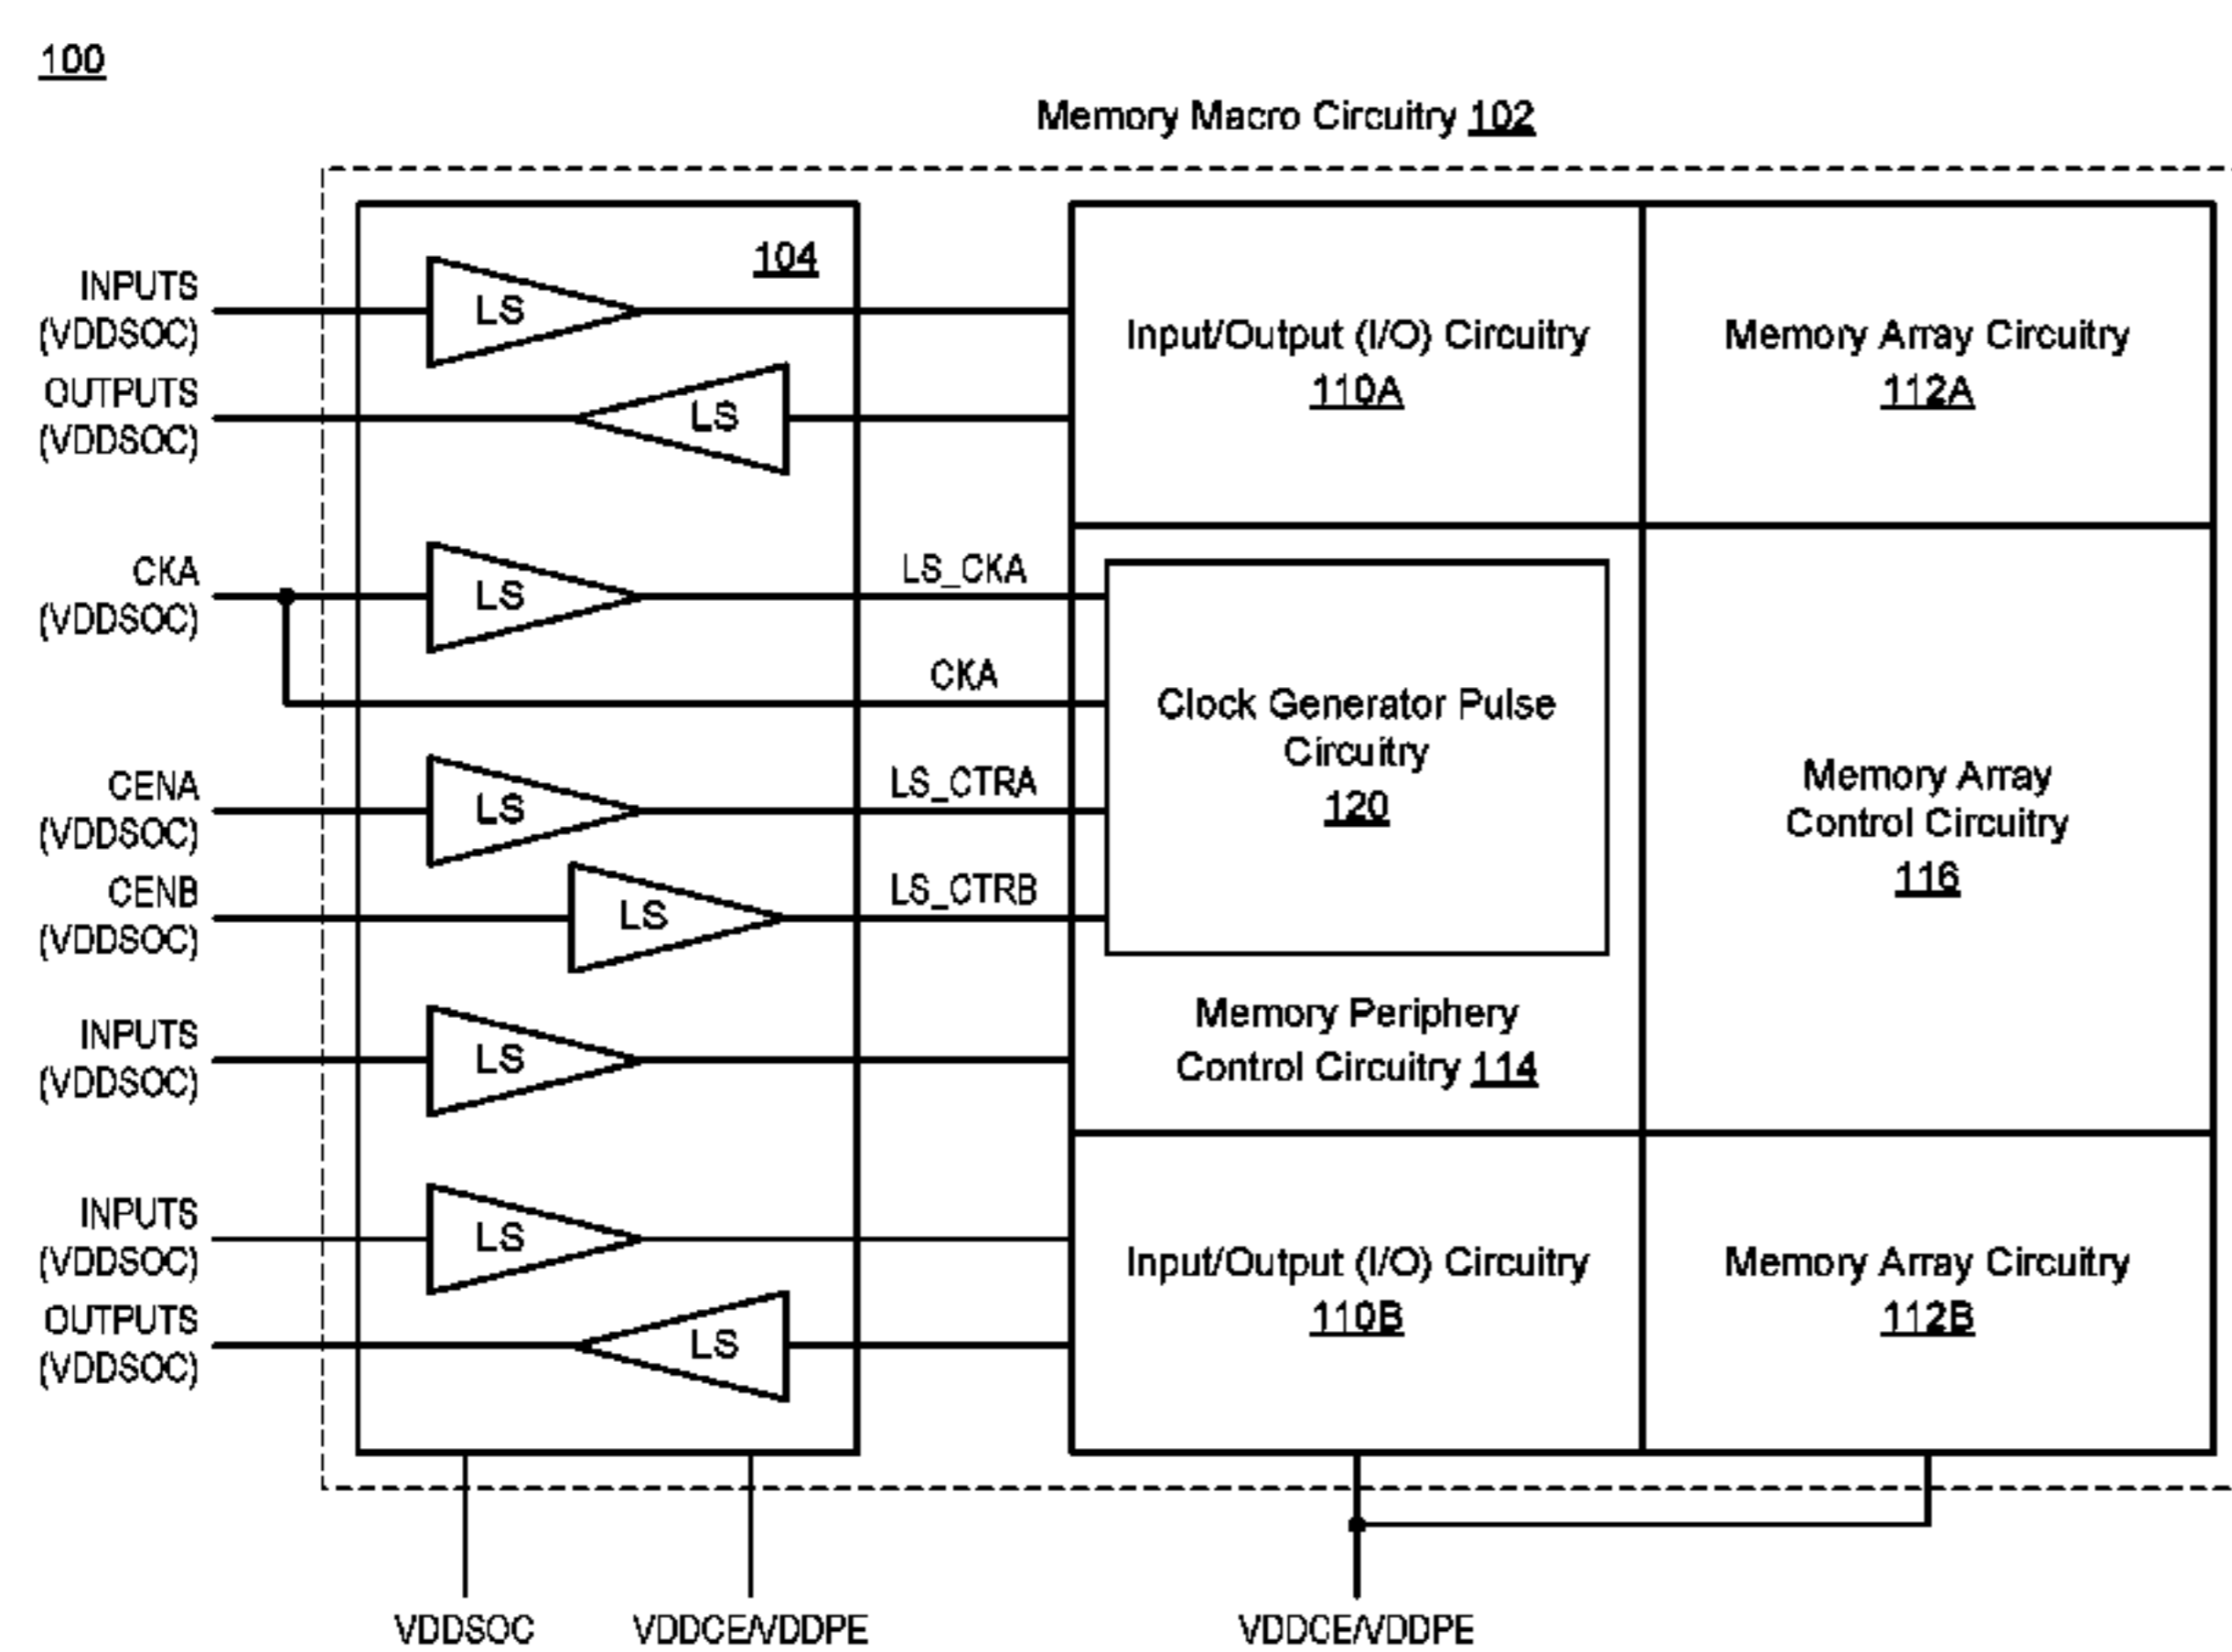 100
Memory Macro Circuitry 102
104
INPUTS
(VDDSOC)
LS
OUTPUTS
(VDDSOC)
LS
Input/Output (I/O) Circuitry
110A
Memory Array Circuitry
112A
CKA
(VDDSOC)
LS
LS_CKA
CKA
Clock Generator Pulse
Circuitry
120
CENA
(VDDSOC)
LS
LS_CTRA
CENB
(VDDSOC)
LS
LS_CTRB
Memory Array
Control Circuitry
116
INPUTS
(VDDSOC)
LS
Memory Periphery
Control Circuitry 114
INPUTS
(VDDSOC)
LS
OUTPUTS
(VDDSOC)
LS
Input/Output (I/O) Circuitry
110B
Memory Array Circuitry
112B
VDDSOC
VDDCE/VDDPE
VDDCE/VDDPE